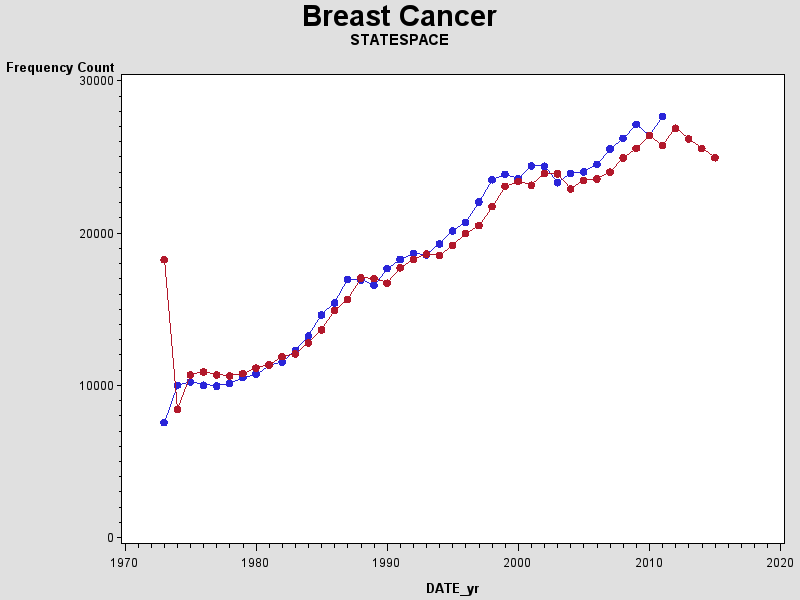 Breast Cancer
STATESPACE
Frequency Count
30000
20000
10000
0
1970 1980 1990 2000 2010 2020
DATE_yr